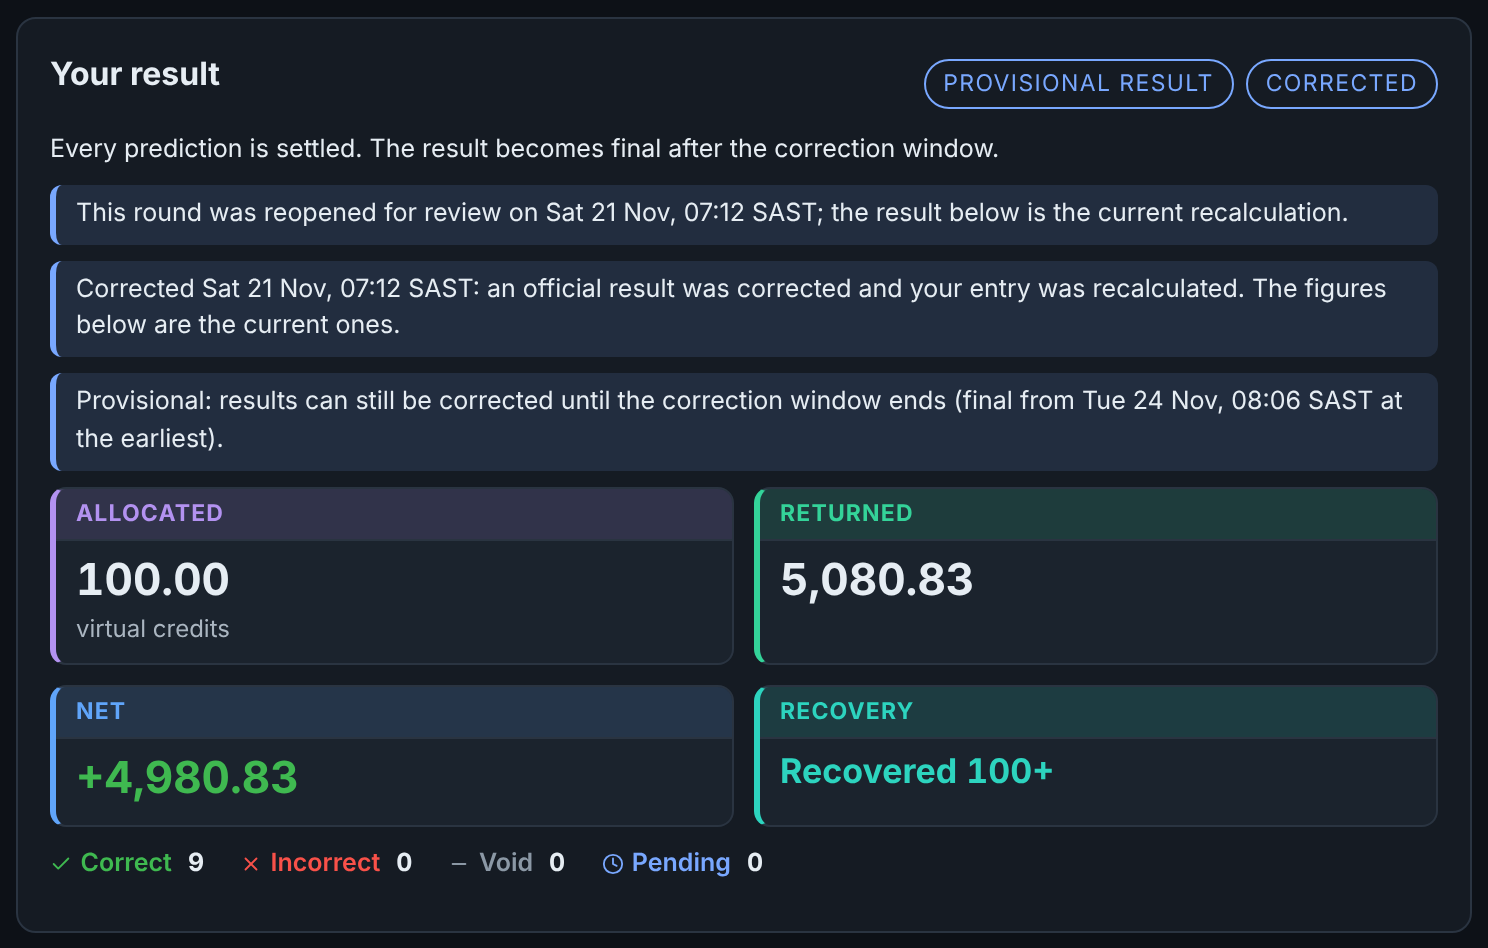 Your result
PROVISIONAL RESULT
CORRECTED
Every prediction is settled. The result becomes final after the correction window.
This round was reopened for review on Sat 21 Nov, 07:12 SAST; the result below is the current recalculation.
Corrected Sat 21 Nov, 07:12 SAST: an official result was corrected and your entry was recalculated. The figures
below are the current ones.
Provisional: results can still be corrected until the correction window ends (final from Tue 24 Nov, 08:06 SAST at
the earliest).
ALLOCATED
100.00
virtual credits
RETURNED
5,080.83
NET
+4,980.83
RECOVERY
Recovered 100+
✓ Correct 9 × Incorrect 0 – Void 0 Pending 0